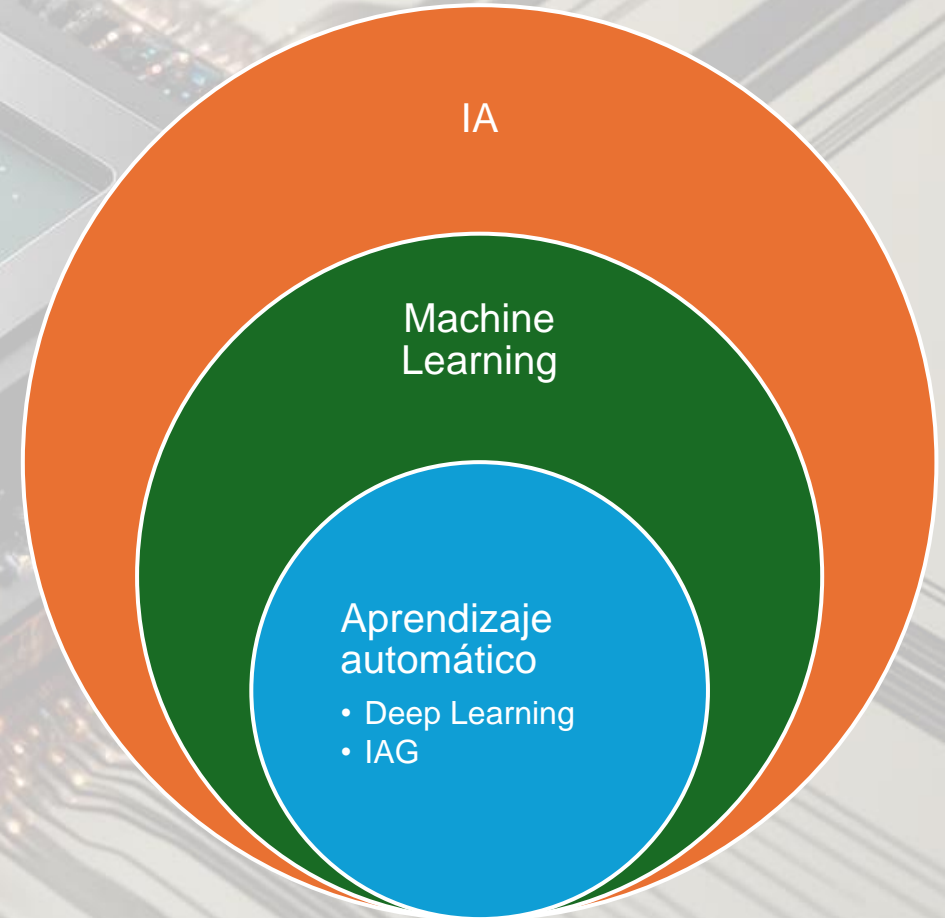 IA
Machine
Learning
Aprendizaje
automático
• Deep Learning
• IAG